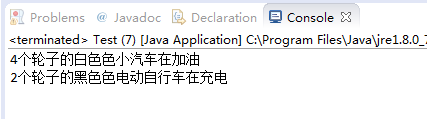 Problems @ Javadoc Declaration Console
<terminated> Test (7) [Java Application] C:\Program Files\Java\jre1.8.0_7
4个轮子的白色色小汽车在加油
2个轮子的黑色色电动自行车在充电